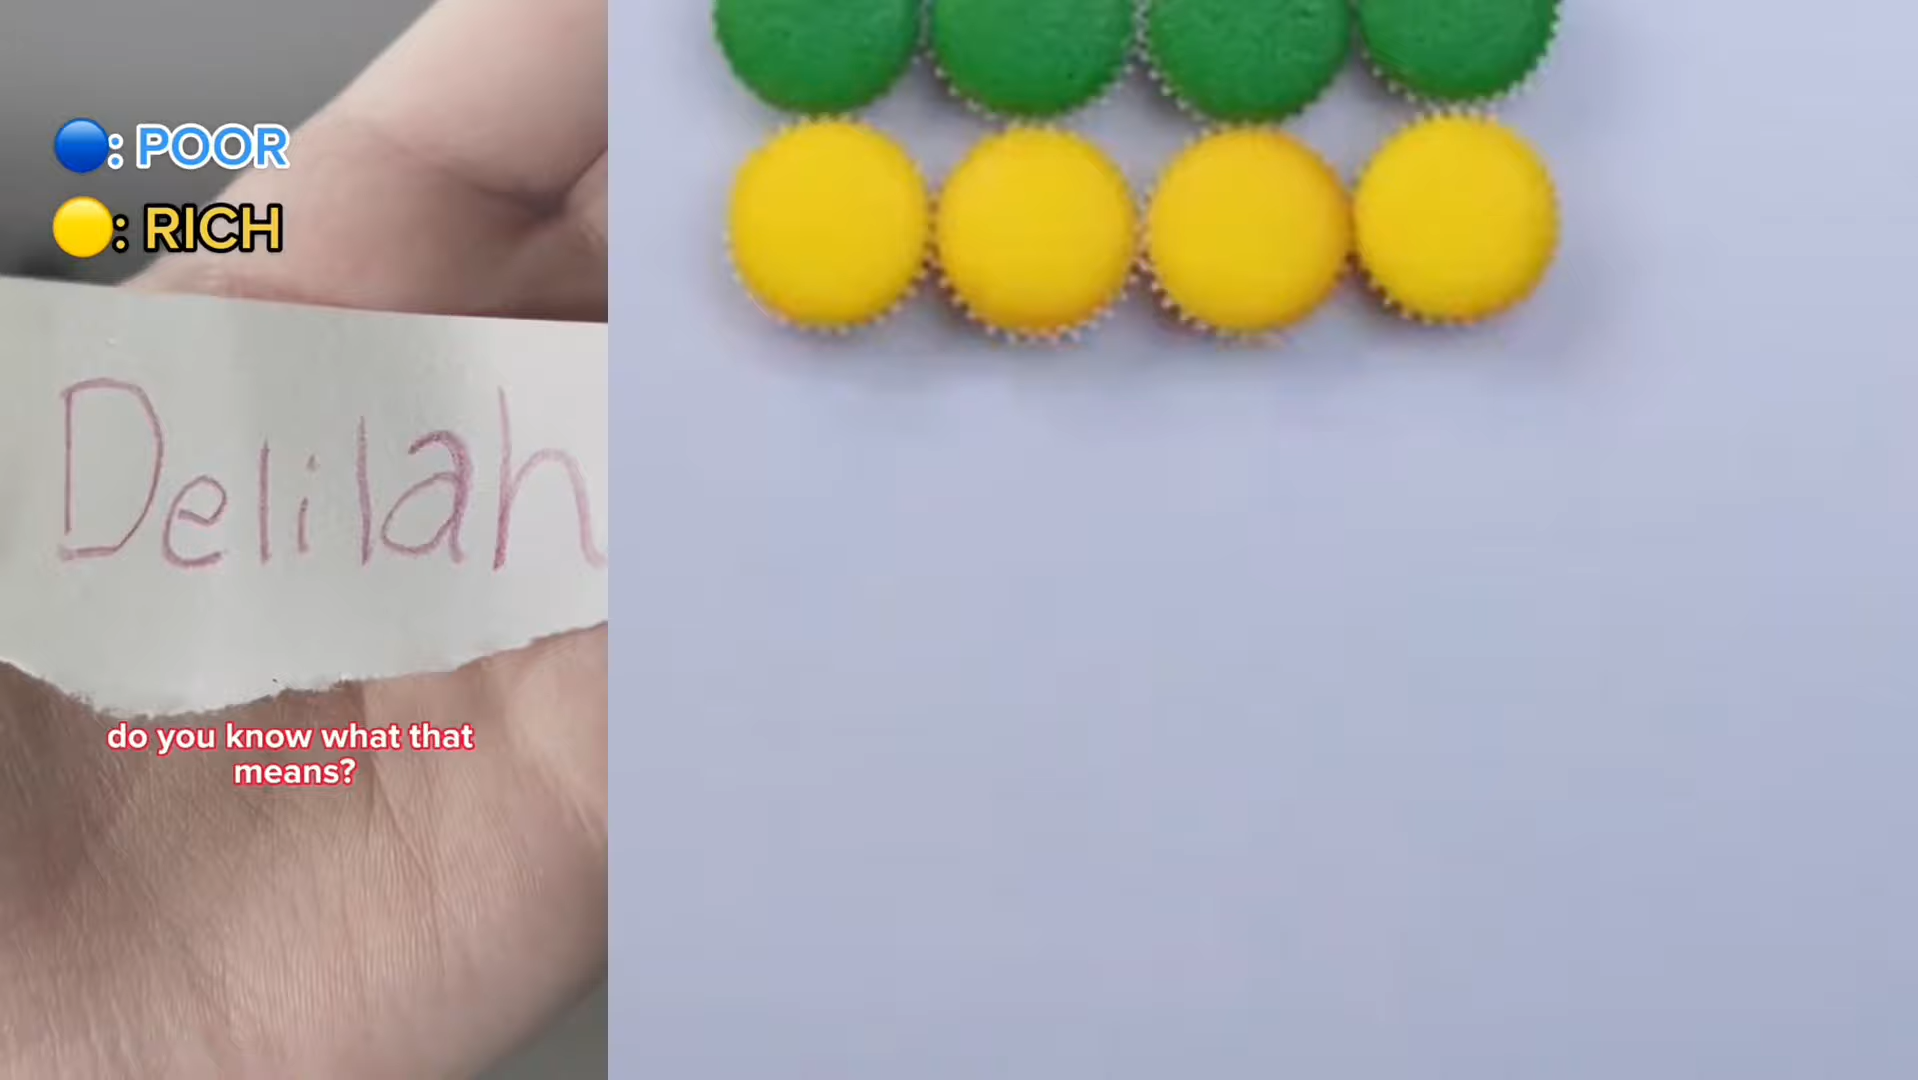 🔵: POOR
🟡: RICH
Delilah
do you know what that
means?